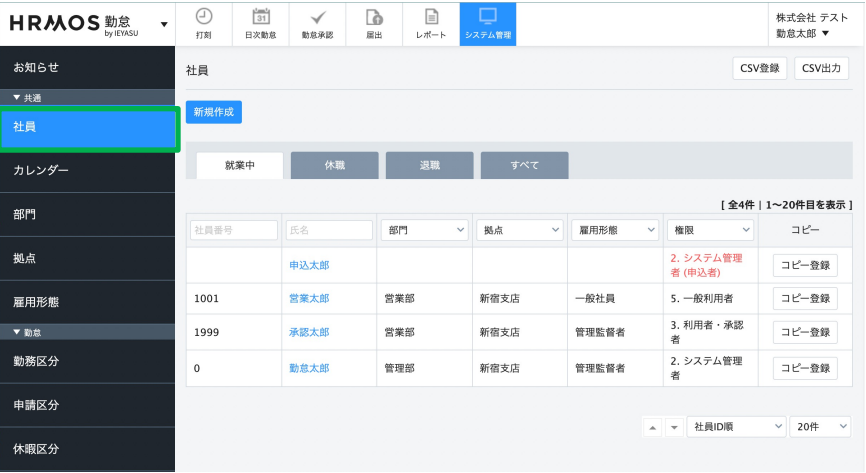 HRMOS 勤怠 ▼
by IEYASU
打刻
31
日次勤怠
勤怠承認
届出
レポート
システム管理
株式会社 テスト
勤怠太郎 ▼
お知らせ
▼ 共通
社員
カレンダー
部門
拠点
雇用形態
▼ 勤怠
勤務区分
申請区分
休暇区分
社員
CSV登録 CSV出力
新規作成
就業中 休職 退職 すべて
[ 全4件 | 1〜20件目を表示 ]
社員番号 氏名 部門 拠点 雇用形態 権限 コピー
申込太郎 2. システム管理
者 (申込者) コピー登録
1001 営業太郎 営業部 新宿支店 一般社員 5. 一般利用者 コピー登録
1999 承認太郎 営業部 新宿支店 管理監督者 3. 利用者・承認
者 コピー登録
0 勤怠太郎 管理部 新宿支店 管理監督者 2. システム管理
者 コピー登録
▲ ▼ 社員ID順 20件